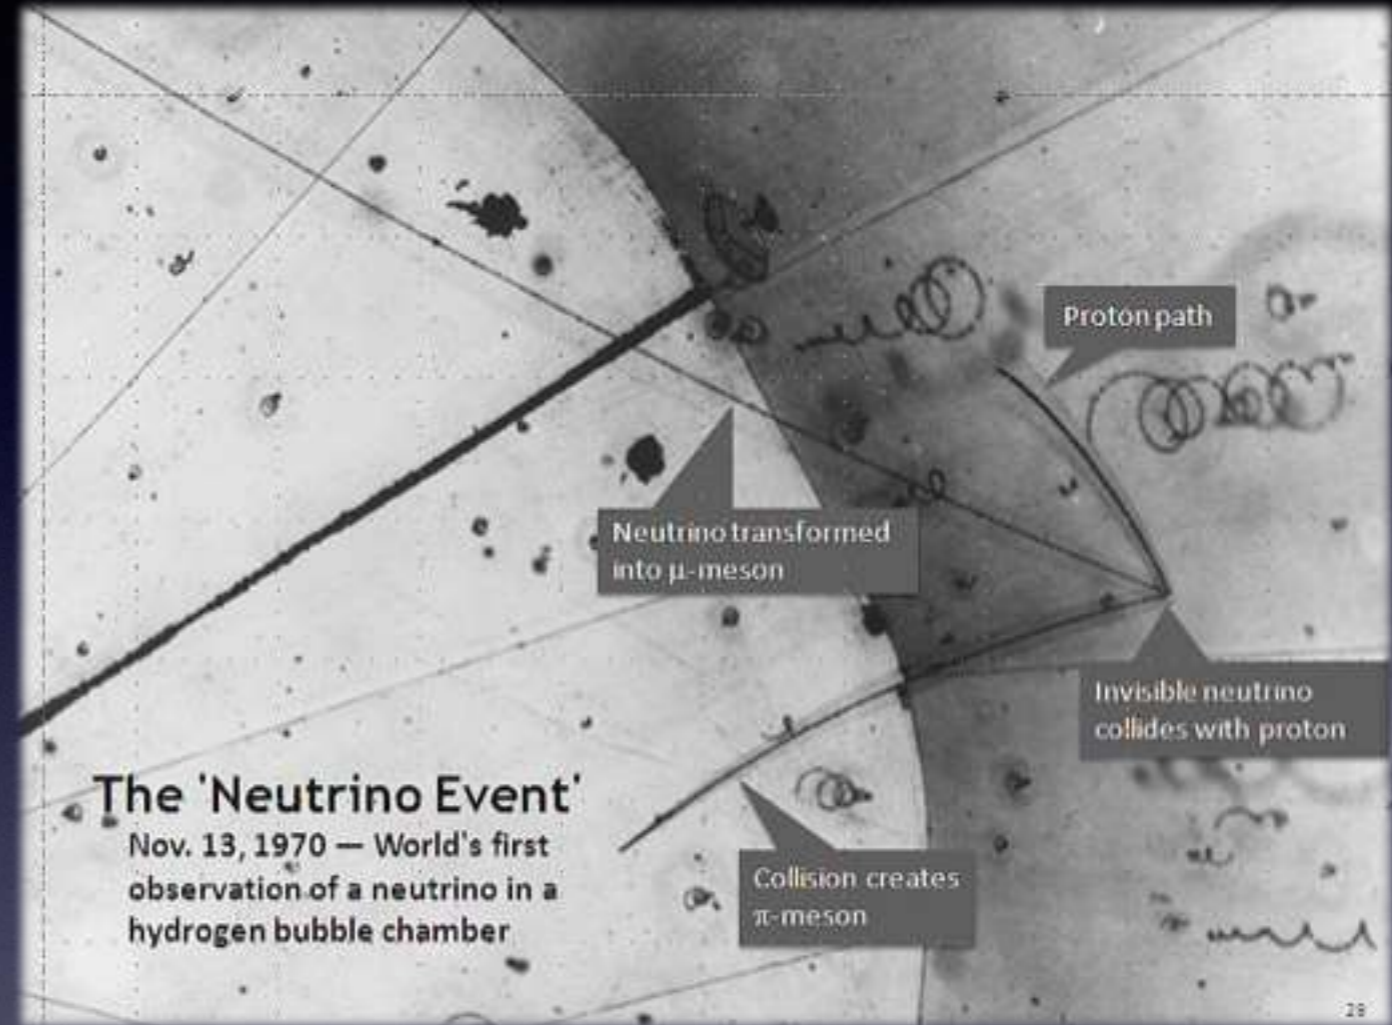 Proton path
Neutrino transformed
into μ-meson
Invisible neutrino
collides with proton
The 'Neutrino Event'
Nov. 13, 1970 — World's first
observation of a neutrino in a
hydrogen bubble chamber
Collision creates
π-meson
28